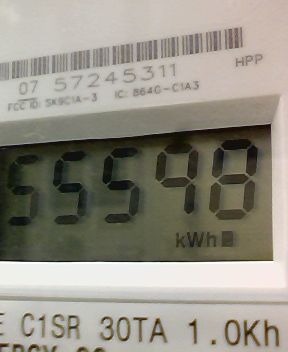 HPP
07 57245311
FCC ID: SK9C1A-3 IC: 864G-C1A3
55598
kWh
E C1SR 30TA 1.0Kh